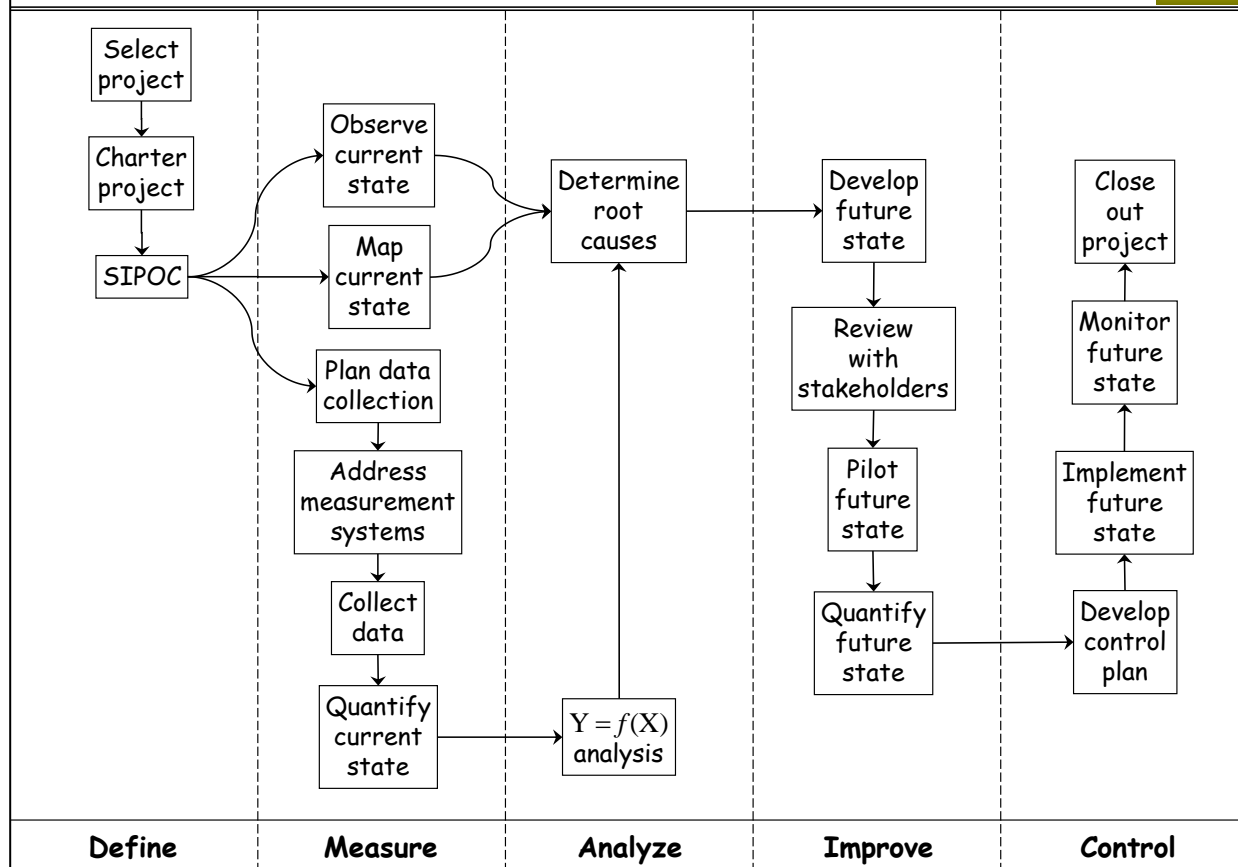 Select
project
Charter
project
SIPOC
Observe
current
state
Map
current
state
Plan data
collection
Address
measurement
systems
Collect
data
Quantify
current
state
Determine
root
causes
Y = f(X)
analysis
Develop
future
state
Review
with
stakeholders
Pilot
future
state
Quantify
future
state
Close
out
project
Monitor
future
state
Implement
future
state
Develop
control
plan
Define
Measure
Analyze
Improve
Control